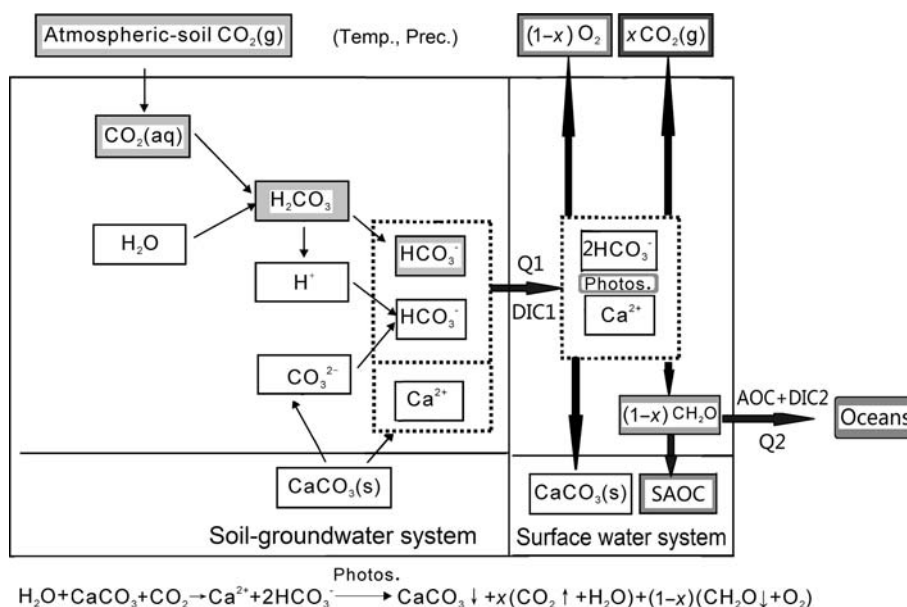 Atmospheric-soil CO₂(g)
(Temp., Prec.)
(1–x) O₂
x CO₂(g)
CO₂(aq)
H₂CO₃
H₂O
HCO₃⁻
2HCO₃⁻
Q1
Photos.
H⁺
DIC1
HCO₃⁻
Ca²⁺
CO₃²⁻
Ca²⁺
AOC+DIC2
(1–x) CH₂O
Oceans
Q2
CaCO₃(s)
CaCO₃(s)
SAOC
Soil-groundwater system
Surface water system
Photos.
H₂O+CaCO₃+CO₂→Ca²⁺+2HCO₃⁻ ⟶ CaCO₃↓+x(CO₂↑+H₂O)+(1–x)(CH₂O↓+O₂)